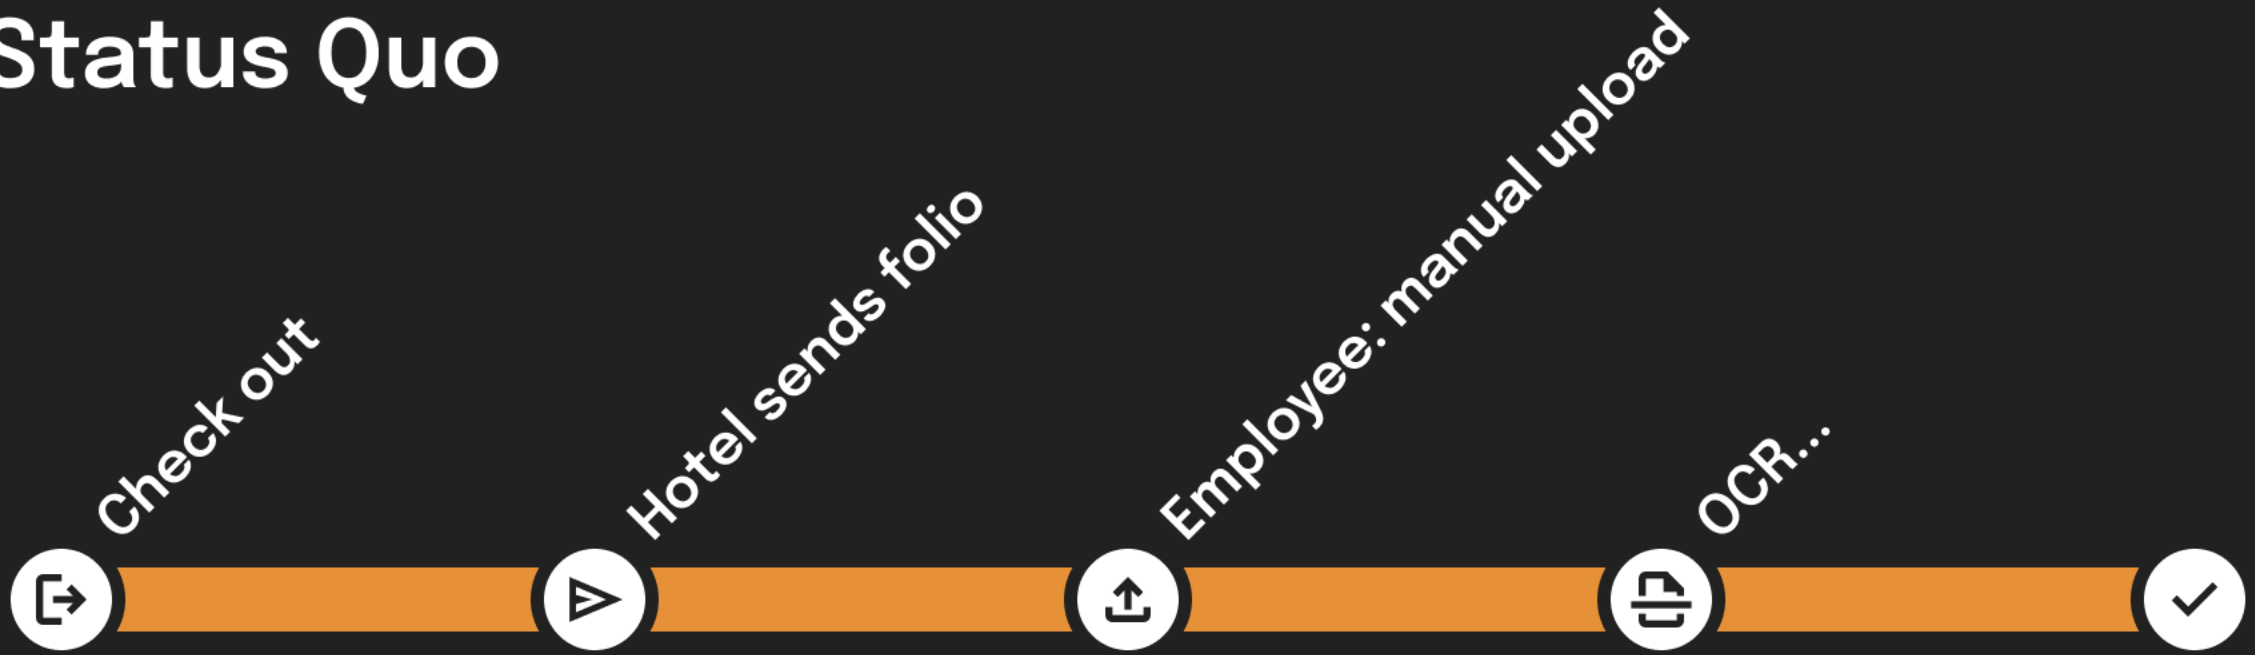 Status Quo
Check out
Hotel sends folio
Employee: manual upload
OCR...